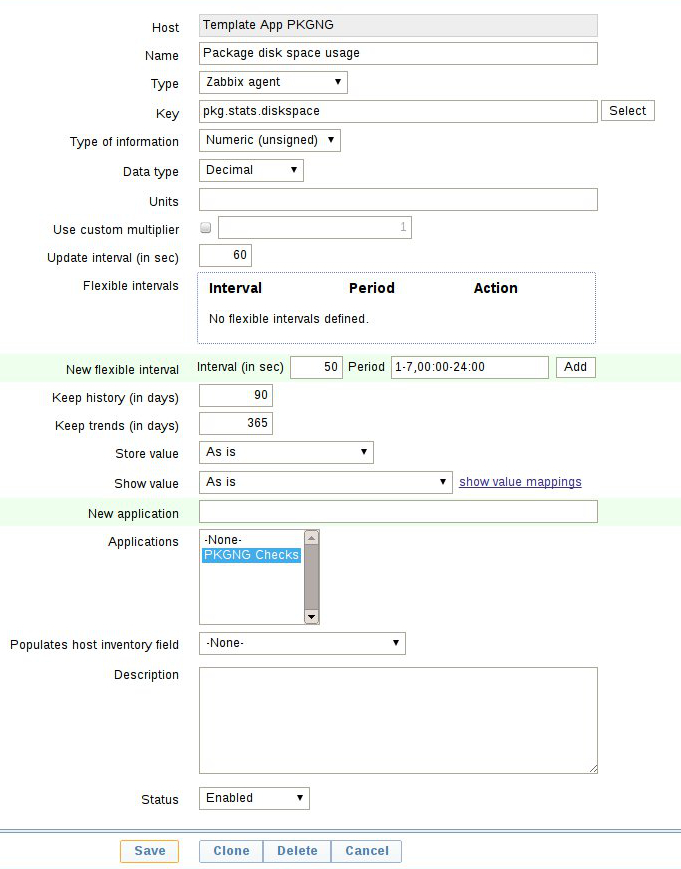 Host Template App PKGNG
Name Package disk space usage
Type Zabbix agent
Key pkg.stats.diskspace Select
Type of information Numeric (unsigned)
Data type Decimal
Units
Use custom multiplier 1
Update interval (in sec) 60
Flexible intervals Interval Period Action
No flexible intervals defined.
New flexible interval Interval (in sec) 50 Period 1-7,00:00-24:00 Add
Keep history (in days) 90
Keep trends (in days) 365
Store value As is
Show value As is show value mappings
New application
Applications -None-
PKGNG Checks
Populates host inventory field -None-
Description
Status Enabled
Save Clone Delete Cancel